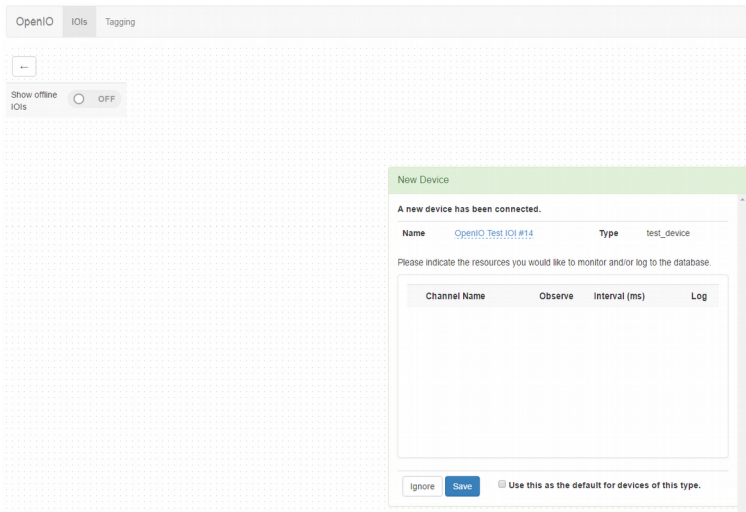 OpenIO IOIs Tagging
←
Show offline
IOIs
OFF
New Device
A new device has been connected.
Name OpenIO Test IOI #14 Type test_device
Please indicate the resources you would like to monitor and/or log to the database.
Channel Name Observe Interval (ms) Log
Ignore Save Use this as the default for devices of this type.